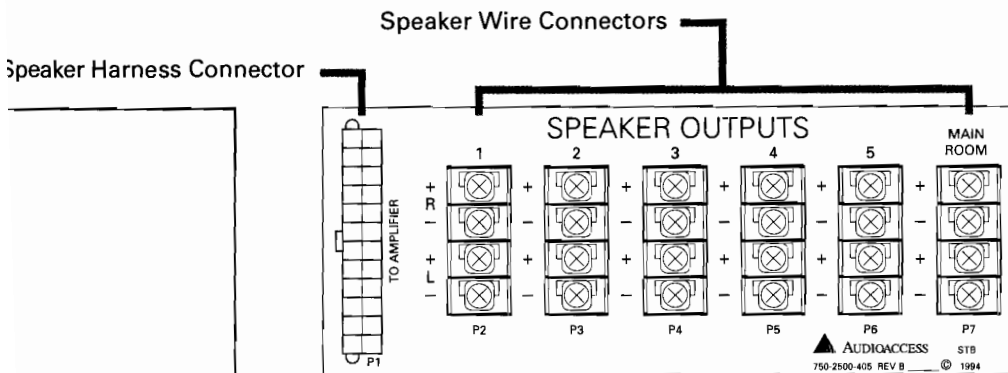 Speaker Wire Connectors
Speaker Harness Connector
SPEAKER OUTPUTS
1 2 3 4 5 MAIN ROOM
+ + + + + +
R
− − − − − −
+ + + + + +
L
− − − − − −
TO AMPLIFIER
P1 P2 P3 P4 P5 P6 P7
AUDIOACCESS STB
750-2500-405 REV B ____ © 1994